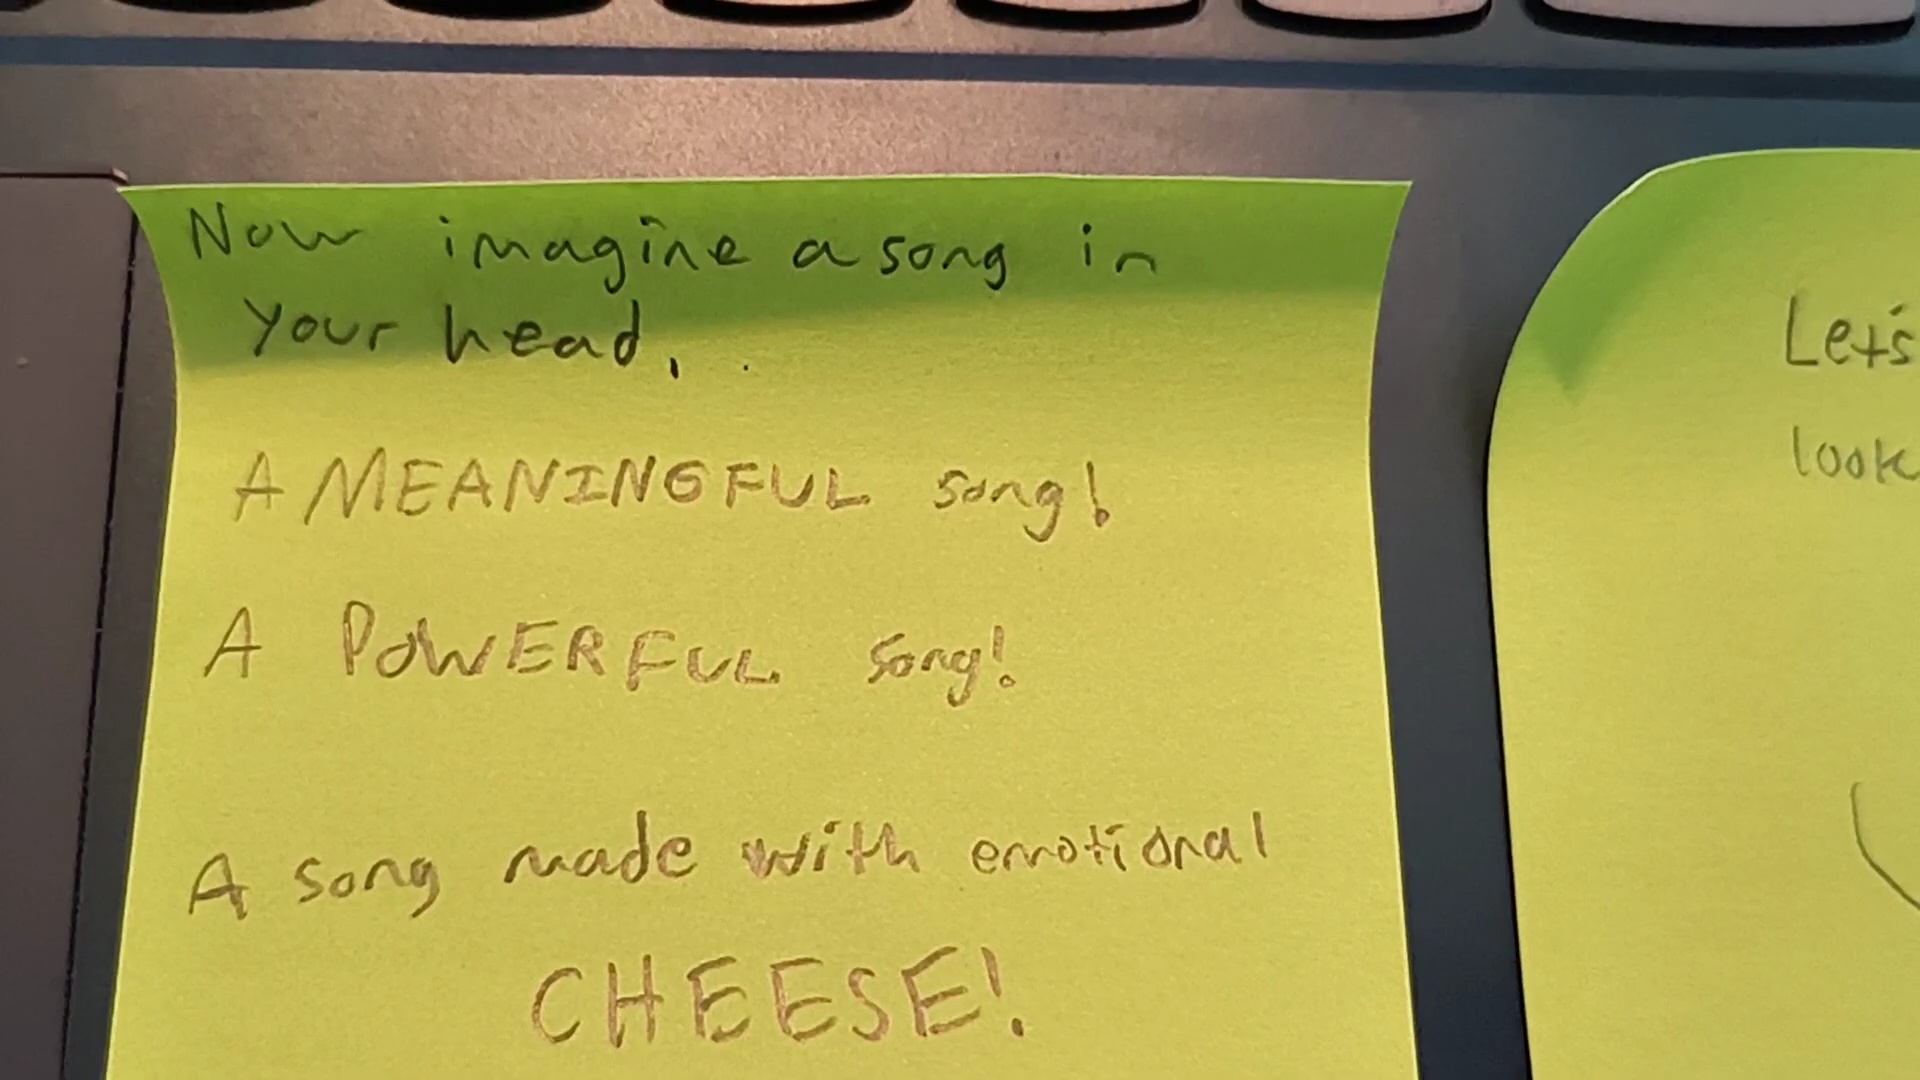 Now imagine a song in
your head. .
A MEANINGFUL song!
A POWERFUL song!
A song made with emotional
CHEESE!
Let's
look